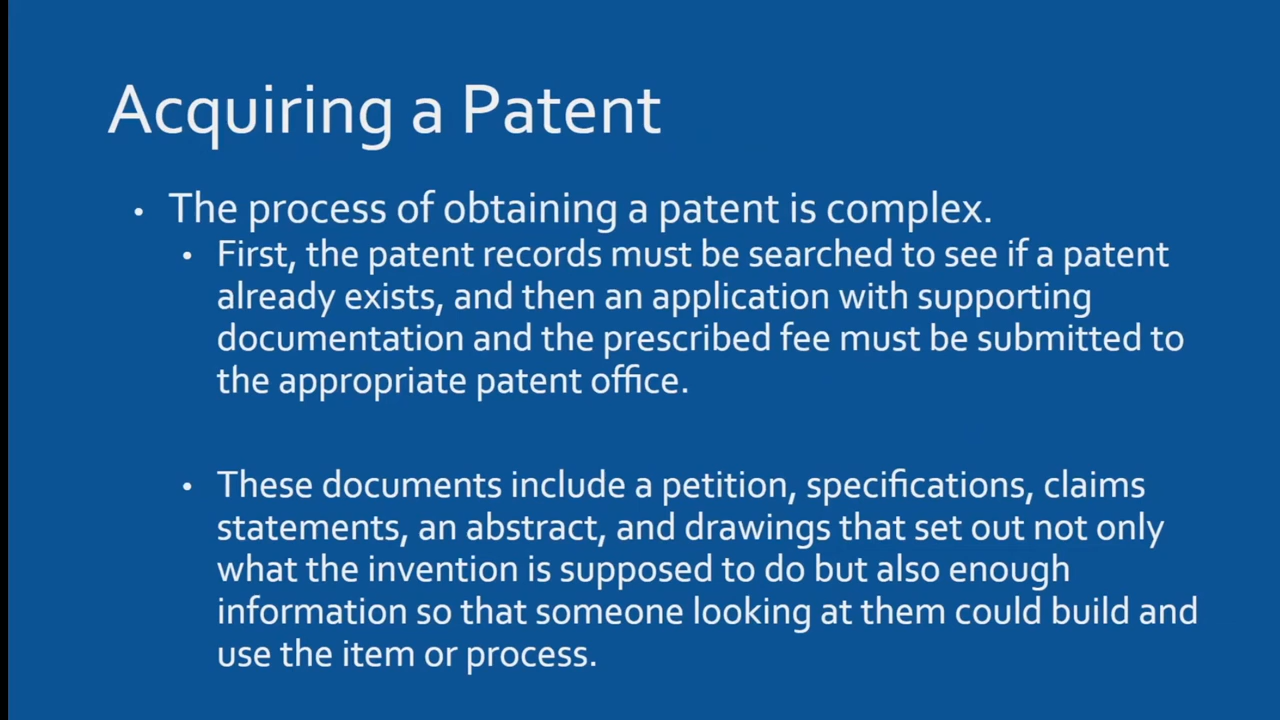 Acquiring a Patent
• The process of obtaining a patent is complex.
• First, the patent records must be searched to see if a patent
already exists, and then an application with supporting
documentation and the prescribed fee must be submitted to
the appropriate patent office.
• These documents include a petition, specifications, claims
statements, an abstract, and drawings that set out not only
what the invention is supposed to do but also enough
information so that someone looking at them could build and
use the item or process.